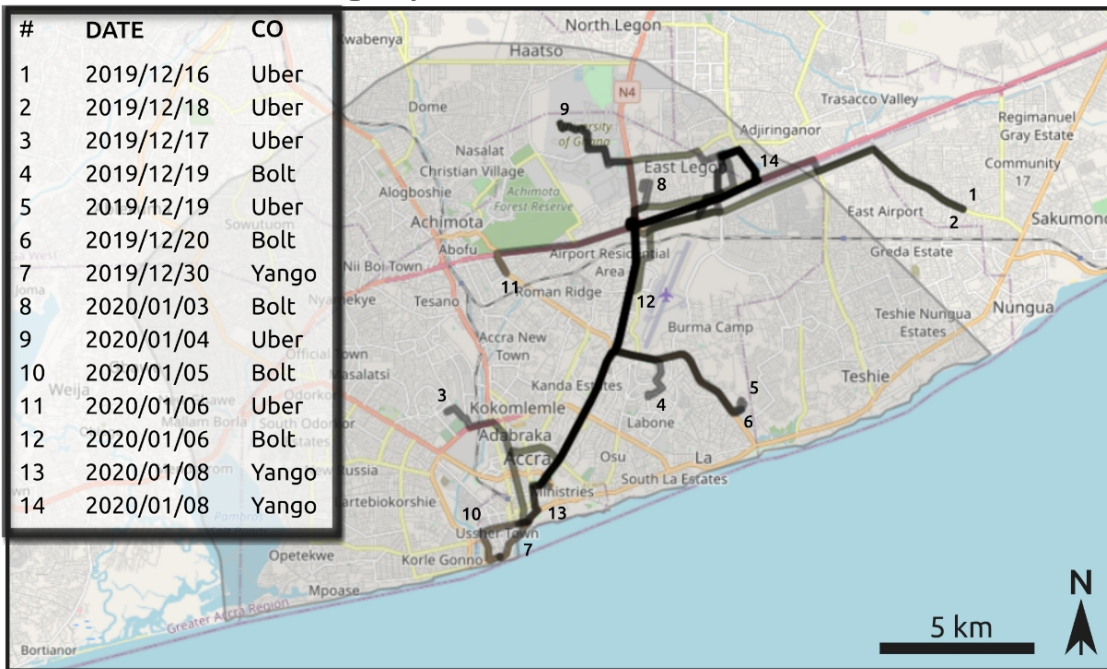 # DATE CO
1 2019/12/16 Uber
2 2019/12/18 Uber
3 2019/12/17 Uber
4 2019/12/19 Bolt
5 2019/12/19 Uber
6 2019/12/20 Bolt
7 2019/12/30 Yango
8 2020/01/03 Bolt
9 2020/01/04 Uber
10 2020/01/05 Bolt
11 2020/01/06 Uber
12 2020/01/06 Bolt
13 2020/01/08 Yango
14 2020/01/08 Yango
North Legon
Kwabenya
Haatso
N4
Dome
Trasacco Valley
9
Regimanuel
Gray Estate
Adjiringanor
University
of Ghana
Nasalat
14
East Legon
Community
17
Christian Village
8
Alogboshie
Achimota
Forest Reserve
1
East Airport
2
Sakumono
Achimota
Sowutuom
Abofu
Airport Residential
Area
Greda Estate
Nii Boi Town
11
Roman Ridge
Tesano
12
Nungua
Teshie Nungua
Estates
Burma Camp
Accra New
Town
Weija
Kanda Estates
Teshie
5
3
Kokomlemle
4
6
Labone
Adabraka
Accra
Osu
La
South La Estates
Ministries
10
13
Ussher Town
7
Opetekwe
Korle Gonno
Mpoase
Greater Accra Region
Bortianor
N
5 km